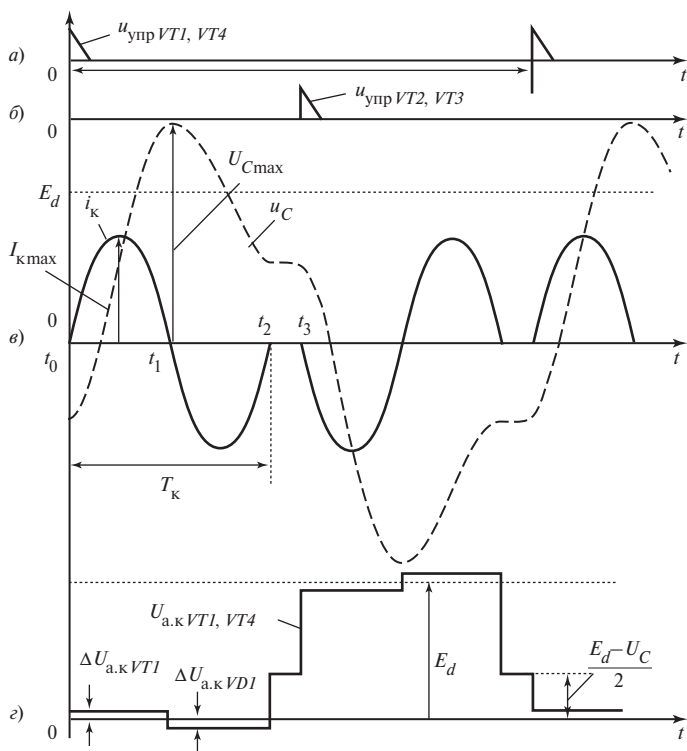 u упр VT1, VT4
а)
0
t
u упр VT2, VT3
б)
0
t
U Cmax
E d
i к
u C
I к max
0
t 2
t 3
в)
t 0
t 1
t
T к
U а.к VT1, VT4
ΔU а.к VT1
ΔU а.к VD1
E d
E d – U C
2
г)
0
t